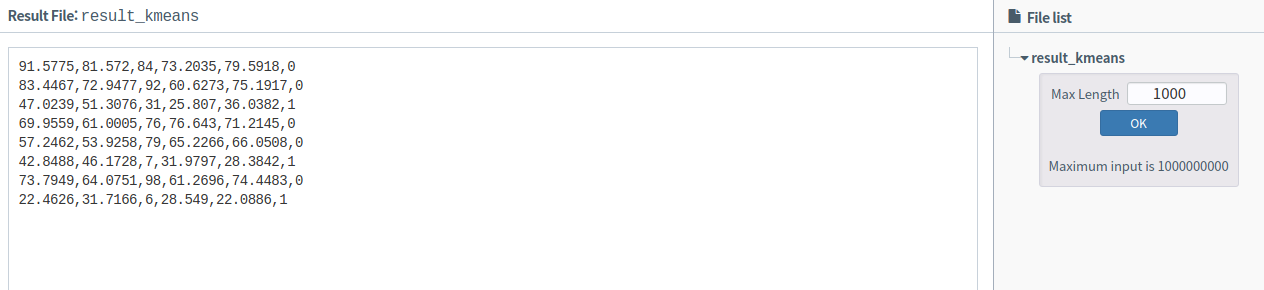 Result File: result_kmeans
91.5775,81.572,84,73.2035,79.5918,0
83.4467,72.9477,92,60.6273,75.1917,0
47.0239,51.3076,31,25.807,36.0382,1
69.9559,61.0005,76,76.643,71.2145,0
57.2462,53.9258,79,65.2266,66.0508,0
42.8488,46.1728,7,31.9797,28.3842,1
73.7949,64.0751,98,61.2696,74.4483,0
22.4626,31.7166,6,28.549,22.0886,1
File list
result_kmeans
Max Length 1000
OK
Maximum input is 1000000000